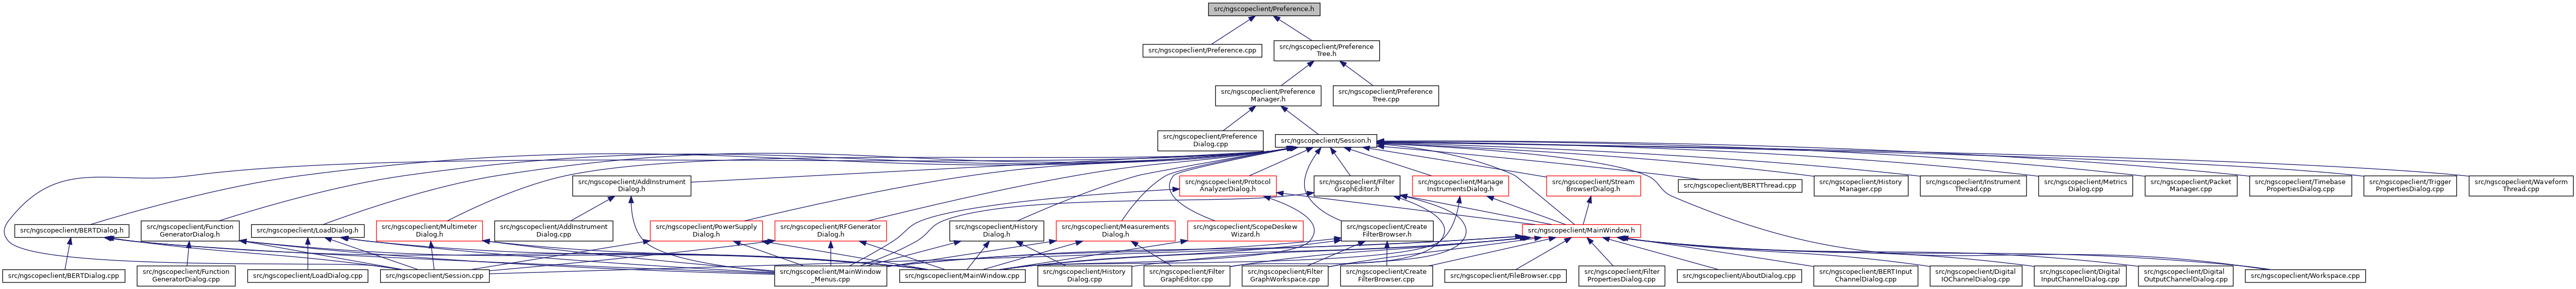 src/ngscopeclient/Preference.h
src/ngscopeclient/Preference.cpp
src/ngscopeclient/Preference
Tree.h
src/ngscopeclient/Preference
Manager.h
src/ngscopeclient/Preference
Tree.cpp
src/ngscopeclient/Preference
Dialog.cpp
src/ngscopeclient/Session.h
src/ngscopeclient/AddInstrument
Dialog.h
src/ngscopeclient/Protocol
AnalyzerDialog.h
src/ngscopeclient/Filter
GraphEditor.h
src/ngscopeclient/Manage
InstrumentsDialog.h
src/ngscopeclient/Stream
BrowserDialog.h
src/ngscopeclient/BERTThread.cpp
src/ngscopeclient/History
Manager.cpp
src/ngscopeclient/Instrument
Thread.cpp
src/ngscopeclient/Metrics
Dialog.cpp
src/ngscopeclient/Packet
Manager.cpp
src/ngscopeclient/Timebase
PropertiesDialog.cpp
src/ngscopeclient/Trigger
PropertiesDialog.cpp
src/ngscopeclient/Waveform
Thread.cpp
src/ngscopeclient/BERTDialog.h
src/ngscopeclient/Function
GeneratorDialog.h
src/ngscopeclient/LoadDialog.h
src/ngscopeclient/Multimeter
Dialog.h
src/ngscopeclient/AddInstrument
Dialog.cpp
src/ngscopeclient/PowerSupply
Dialog.h
src/ngscopeclient/RFGenerator
Dialog.h
src/ngscopeclient/History
Dialog.h
src/ngscopeclient/Measurements
Dialog.h
src/ngscopeclient/ScopeDeskew
Wizard.h
src/ngscopeclient/Create
FilterBrowser.h
src/ngscopeclient/MainWindow.h
src/ngscopeclient/BERTDialog.cpp
src/ngscopeclient/Function
GeneratorDialog.cpp
src/ngscopeclient/LoadDialog.cpp
src/ngscopeclient/Session.cpp
src/ngscopeclient/MainWindow
_Menus.cpp
src/ngscopeclient/MainWindow.cpp
src/ngscopeclient/History
Dialog.cpp
src/ngscopeclient/Filter
GraphEditor.cpp
src/ngscopeclient/Filter
GraphWorkspace.cpp
src/ngscopeclient/Create
FilterBrowser.cpp
src/ngscopeclient/FileBrowser.cpp
src/ngscopeclient/Filter
PropertiesDialog.cpp
src/ngscopeclient/AboutDialog.cpp
src/ngscopeclient/BERTInput
ChannelDialog.cpp
src/ngscopeclient/Digital
IOChannelDialog.cpp
src/ngscopeclient/Digital
InputChannelDialog.cpp
src/ngscopeclient/Digital
OutputChannelDialog.cpp
src/ngscopeclient/Workspace.cpp